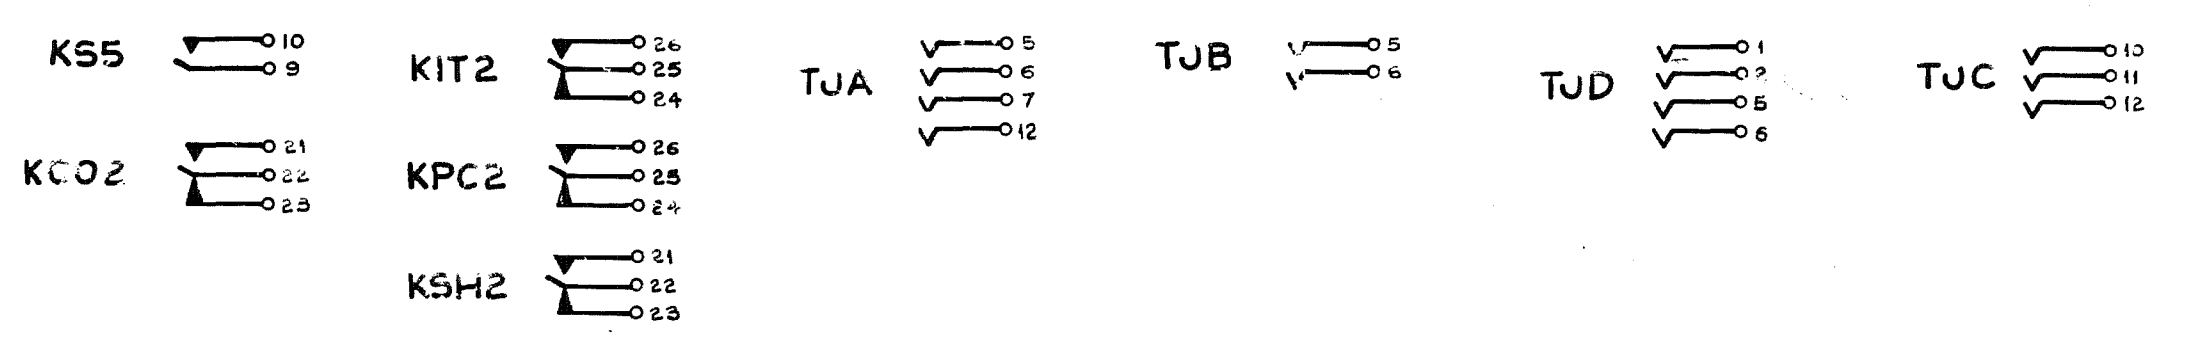 KS5 10 9
KCO2 21 22 23
KIT2 26 25 24
KPC2 26 25 24
KSH2 21 22 23
TJA 5 6 7 12
TJB 5 6
TJD 1 2 5 6
TJC 10 11 12